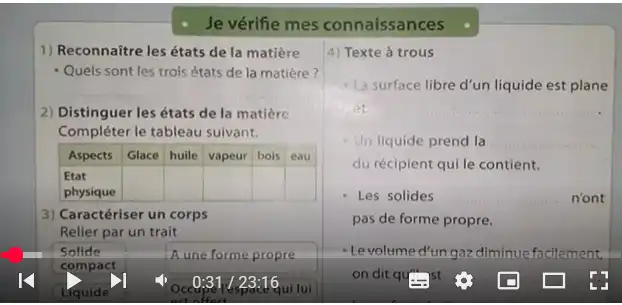 Je vérifie mes connaissances
1) Reconnaître les états de la matière
• Quels sont les trois états de la matière ?
2) Distinguer les états de la matière
Compléter le tableau suivant.
Aspects Glace huile vapeur bois eau
Etat
physique
3) Caractériser un corps
Relier par un trait
Solide
compact
A une forme propre
Liquide
Occupe l'espace qui lui
est offert
4) Texte à trous
• La surface libre d'un liquide est plane
et .
• Un liquide prend la
du récipient qui le contient.
• Les solides n'ont
pas de forme propre.
• Le volume d'un gaz diminue facilement,
on dit qu' st
0:31 / 23:16